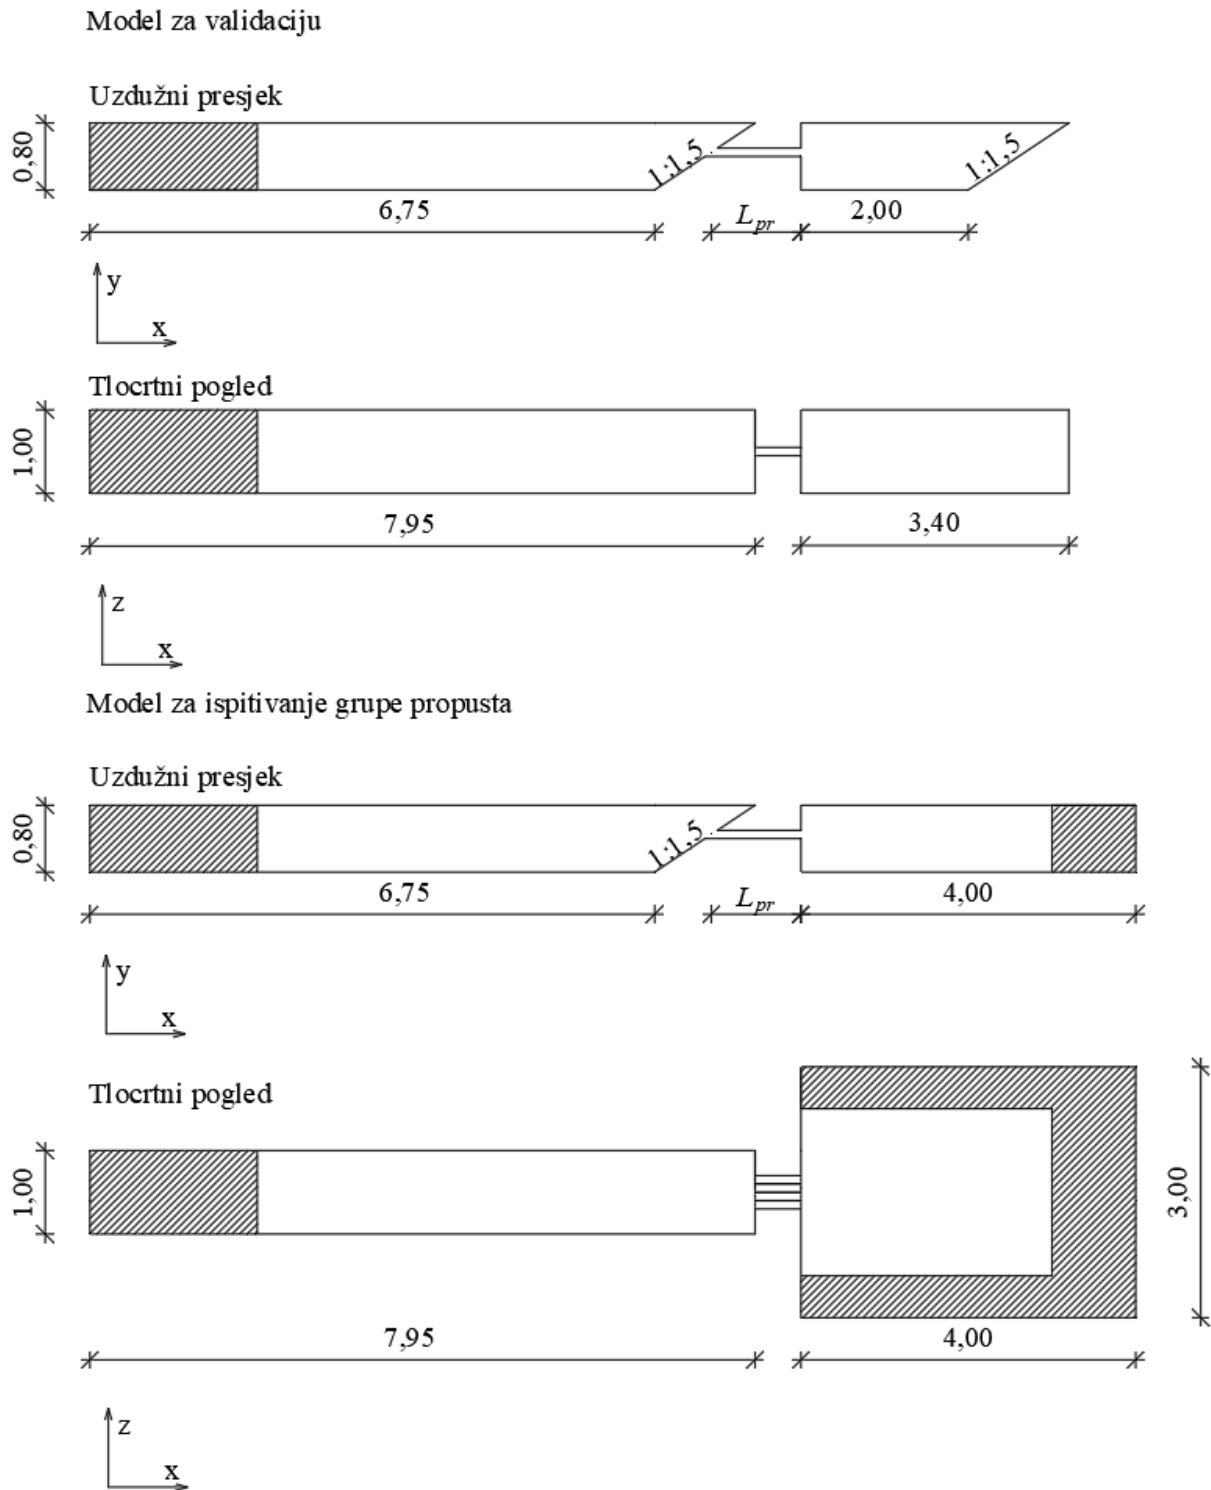 Model za validaciju
Uzdužni presjek
0,80
1:1,5
1:1,5
6,75
L_pr
2,00
y
x
Tlocrtni pogled
1,00
7,95
3,40
z
x
Model za ispitivanje grupe propusta
Uzdužni presjek
0,80
1:1,5
6,75
L_pr
4,00
y
x
Tlocrtni pogled
1,00
3,00
7,95
4,00
z
x